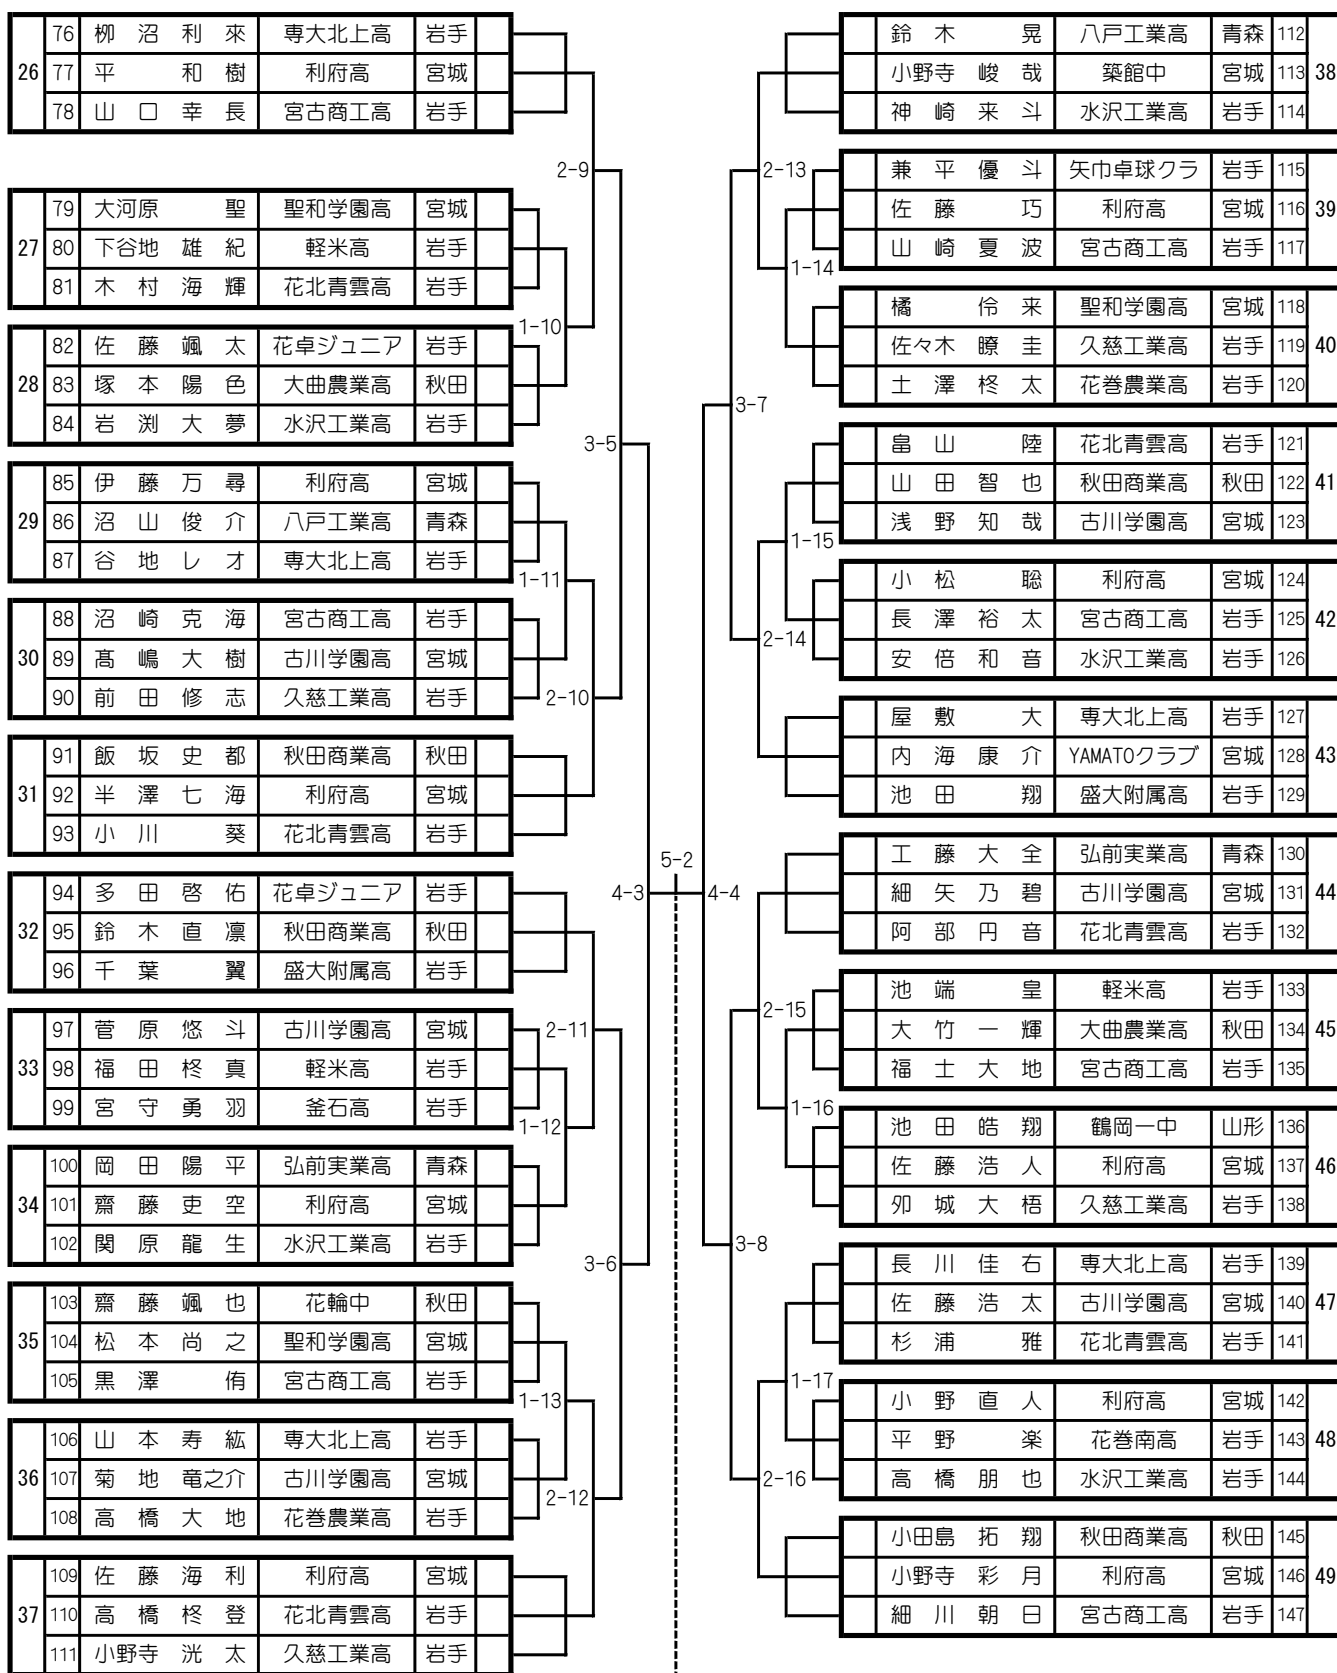 26
76 栁沼利來 専大北上高 岩手
77 平和樹 利府高 宮城
78 山口幸長 宮古商工高 岩手
2-9
27
79 大河原聖 聖和学園高 宮城
80 下谷地雄紀 軽米高 岩手
81 木村海輝 花北青雲高 岩手
1-10
28
82 佐藤颯太 花卓ジュニア 岩手
83 塚本陽色 大曲農業高 秋田
84 岩渕大夢 水沢工業高 岩手
3-5
29
85 伊藤万尋 利府高 宮城
86 沼山俊介 八戸工業高 青森
87 谷地レオ 専大北上高 岩手
1-11
30
88 沼崎克海 宮古商工高 岩手
89 髙嶋大樹 古川学園高 宮城
90 前田修志 久慈工業高 岩手
2-10
31
91 飯坂史都 秋田商業高 秋田
92 半澤七海 利府高 宮城
93 小川葵 花北青雲高 岩手
4-3
32
94 多田啓佑 花卓ジュニア 岩手
95 鈴木直凛 秋田商業高 秋田
96 千葉翼 盛大附属高 岩手
2-11
33
97 菅原悠斗 古川学園高 宮城
98 福田柊真 軽米高 岩手
99 宮守勇羽 釜石高 岩手
1-12
34
100 岡田陽平 弘前実業高 青森
101 齋藤吏空 利府高 宮城
102 関原龍生 水沢工業高 岩手
3-6
35
103 齋藤颯也 花輪中 秋田
104 松本尚之 聖和学園高 宮城
105 黒澤侑 宮古商工高 岩手
1-13
36
106 山本寿紘 専大北上高 岩手
107 菊地竜之介 古川学園高 宮城
108 高橋大地 花巻農業高 岩手
2-12
37
109 佐藤海利 利府高 宮城
110 高橋柊登 花北青雲高 岩手
111 小野寺洸太 久慈工業高 岩手
5-2
鈴木晃 八戸工業高 青森 112
小野寺峻哉 築館中 宮城 113
神崎来斗 水沢工業高 岩手 114
38
2-13
兼平優斗 矢巾卓球クラ 岩手 115
佐藤巧 利府高 宮城 116
山崎夏波 宮古商工高 岩手 117
39
1-14
橘伶来 聖和学園高 宮城 118
佐々木瞭圭 久慈工業高 岩手 119
土澤柊太 花巻農業高 岩手 120
40
3-7
畠山陸 花北青雲高 岩手 121
山田智也 秋田商業高 秋田 122
浅野知哉 古川学園高 宮城 123
41
1-15
小松聡 利府高 宮城 124
長澤裕太 宮古商工高 岩手 125
安倍和音 水沢工業高 岩手 126
42
2-14
屋敷大 専大北上高 岩手 127
内海康介 YAMATOクラブ 宮城 128
池田翔 盛大附属高 岩手 129
43
4-4
工藤大全 弘前実業高 青森 130
細矢乃碧 古川学園高 宮城 131
阿部円音 花北青雲高 岩手 132
44
2-15
池端皇 軽米高 岩手 133
大竹一輝 大曲農業高 秋田 134
福士大地 宮古商工高 岩手 135
45
1-16
池田皓翔 鶴岡一中 山形 136
佐藤浩人 利府高 宮城 137
夘城大梧 久慈工業高 岩手 138
46
3-8
長川佳右 専大北上高 岩手 139
佐藤浩太 古川学園高 宮城 140
杉浦雅 花北青雲高 岩手 141
47
1-17
小野直人 利府高 宮城 142
平野楽 花巻南高 岩手 143
高橋朋也 水沢工業高 岩手 144
48
2-16
小田島拓翔 秋田商業高 秋田 145
小野寺彩月 利府高 宮城 146
細川朝日 宮古商工高 岩手 147
49